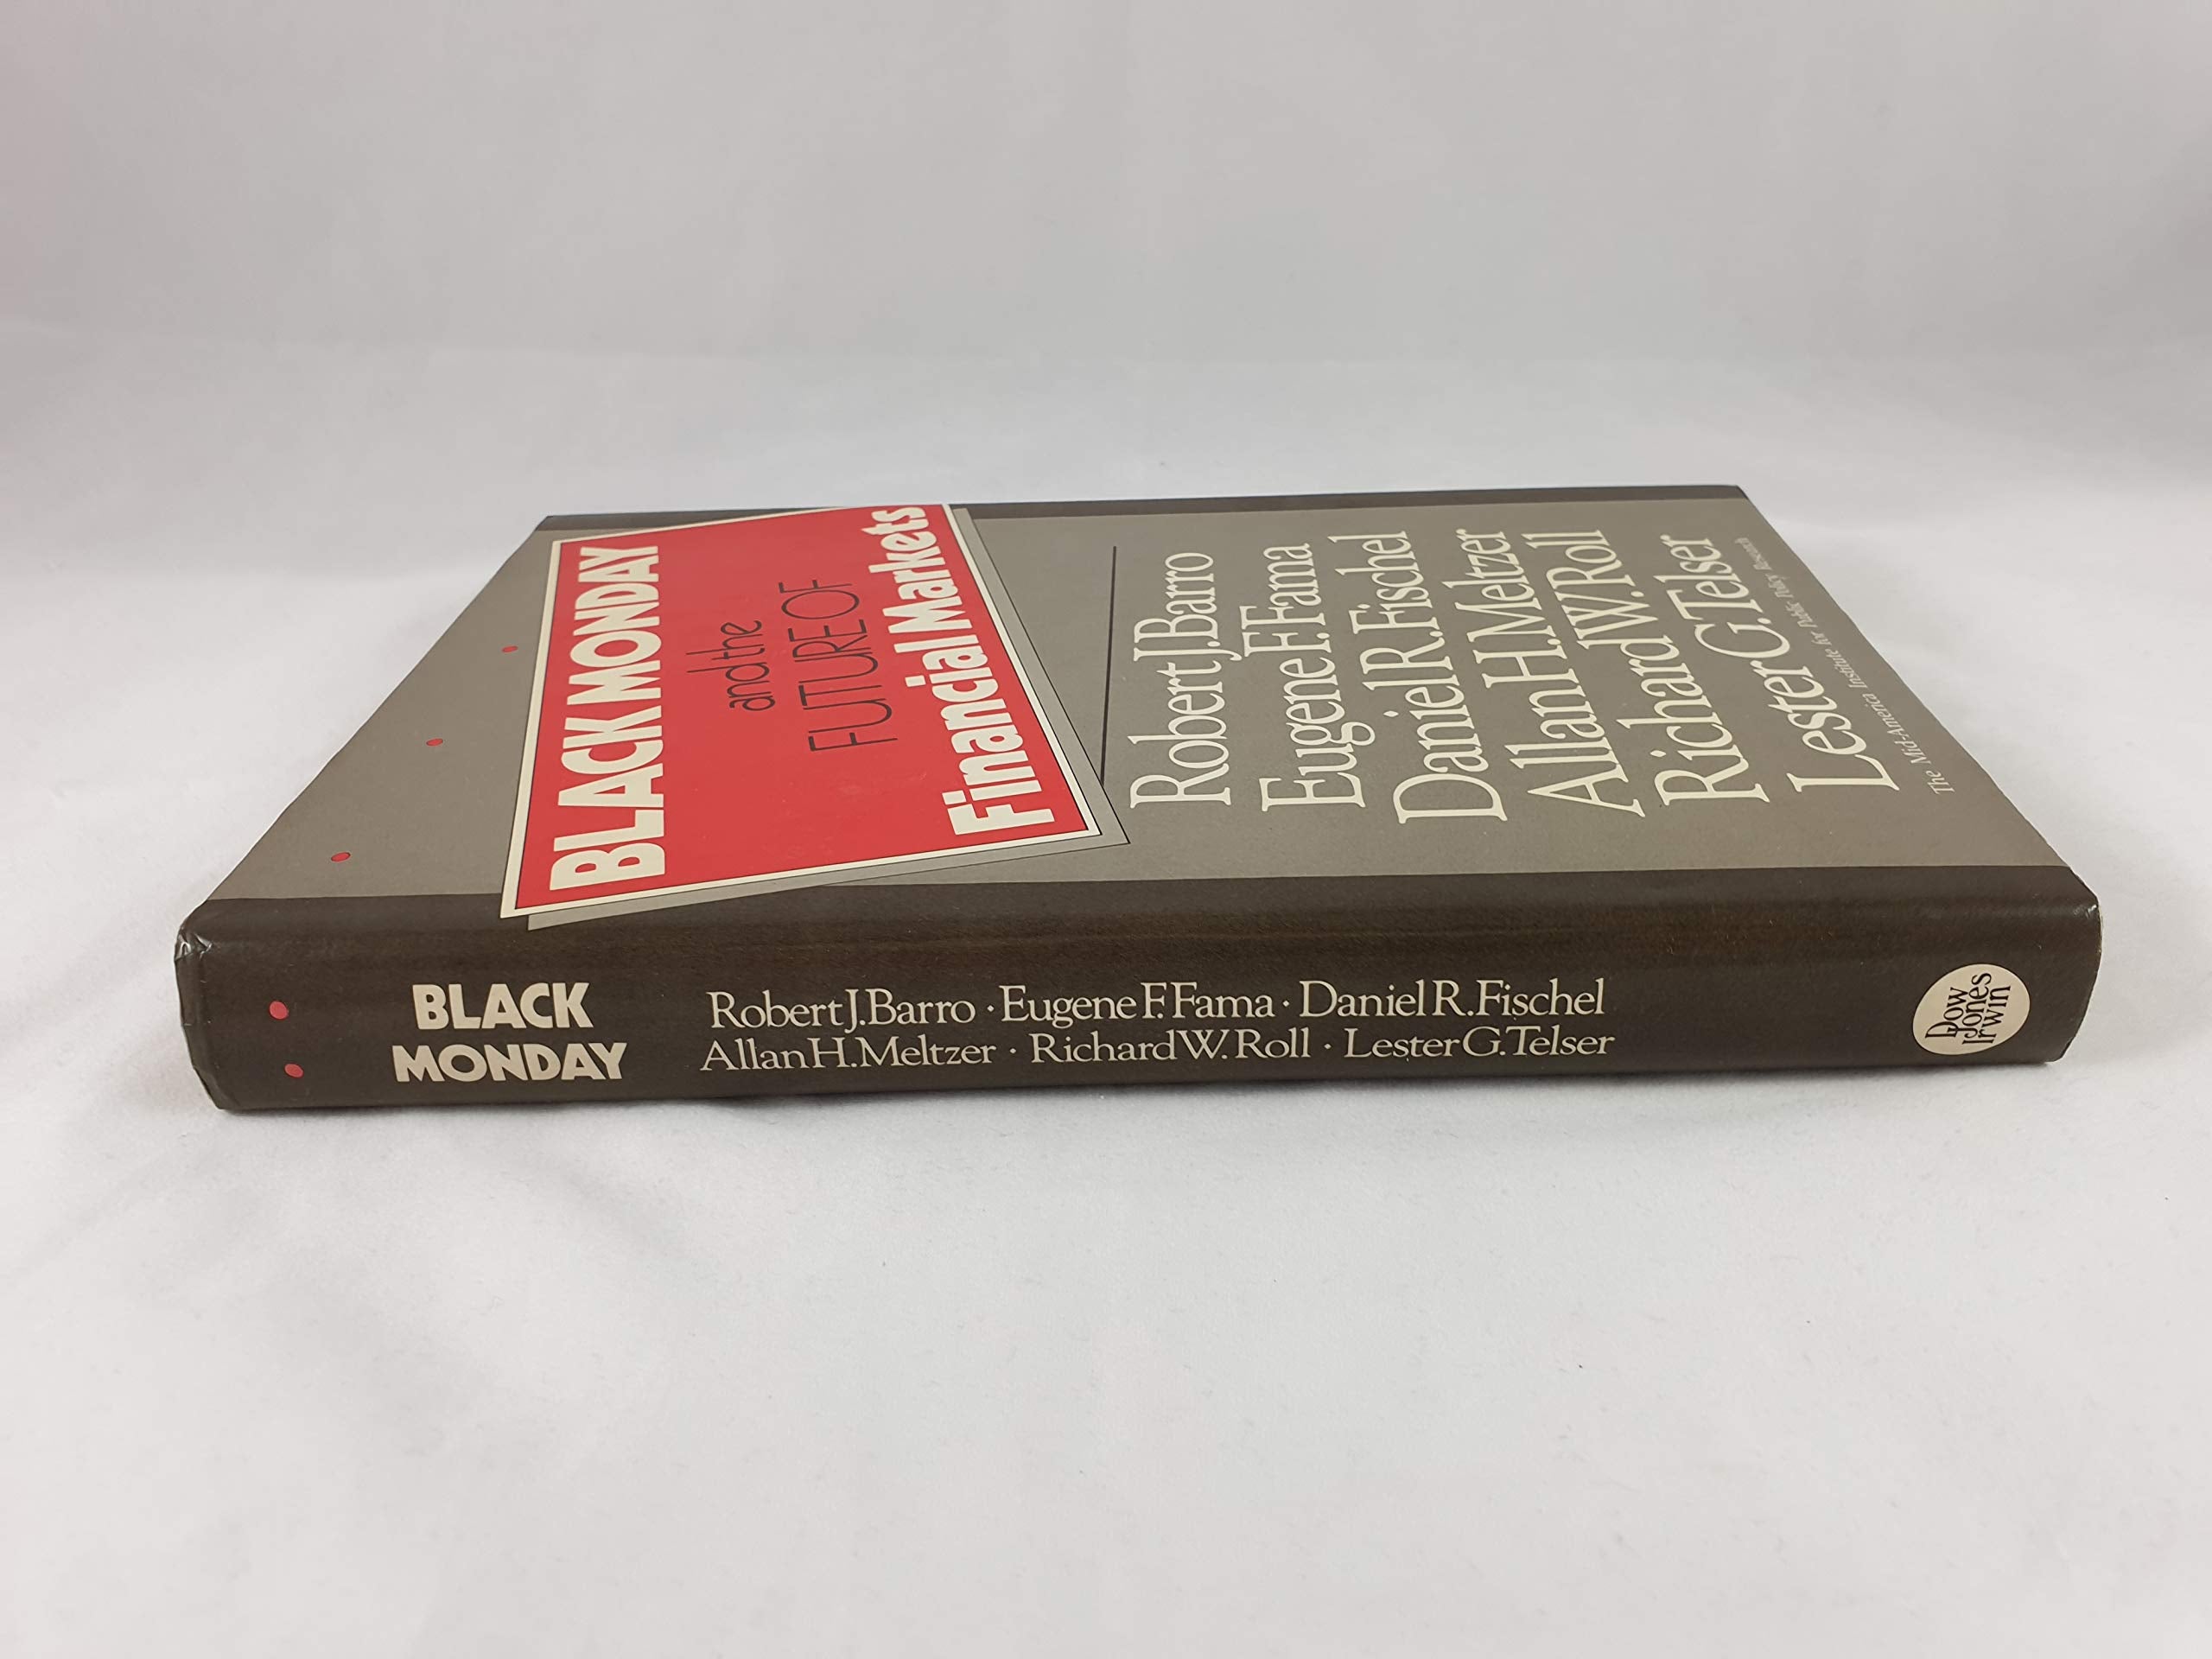 BLACK MONDAY
and the
FUTURE OF
Financial Markets
Robert J. Barro
Eugene F. Fama
Daniel R. Fischel
Allan H. Meltzer
Richard W. Roll
Lester G. Telser
The Mid-America Institute for Public Policy Research
BLACK
MONDAY
Robert J. Barro · Eugene F. Fama · Daniel R. Fischel
Allan H. Meltzer · Richard W. Roll · Lester G. Telser
Dow
Jones
Irwin